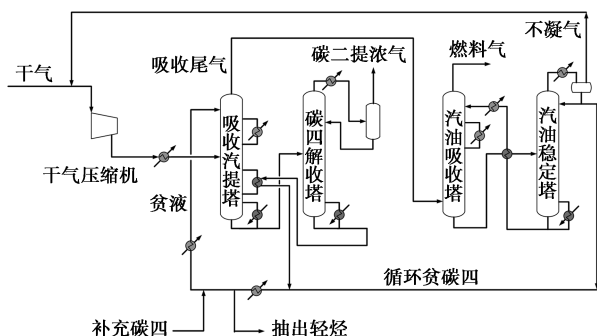 不凝气
干气
吸收尾气
碳二提浓气
燃料气
干气压缩机
吸收汽提塔
碳四解收塔
汽油吸收塔
汽油稳定塔
贫液
循环贫碳四
补充碳四
抽出轻烃